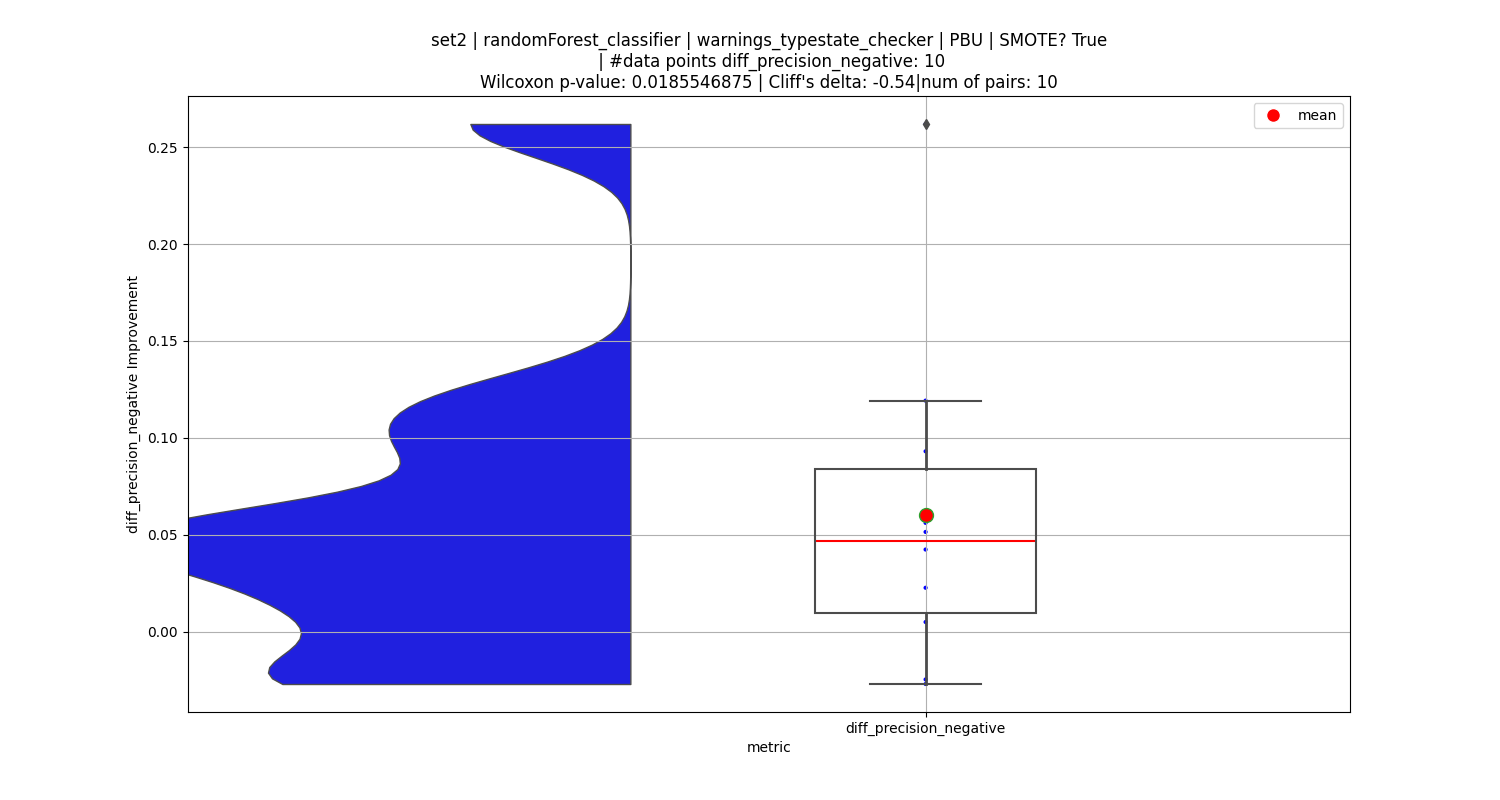 set2 | randomForest_classifier | warnings_typestate_checker | PBU | SMOTE? True
| #data points diff_precision_negative: 10
Wilcoxon p-value: 0.0185546875 | Cliff's delta: -0.54|num of pairs: 10
mean
0.25
0.20
0.15
0.10
0.05
0.00
diff_precision_negative Improvement
diff_precision_negative
metric